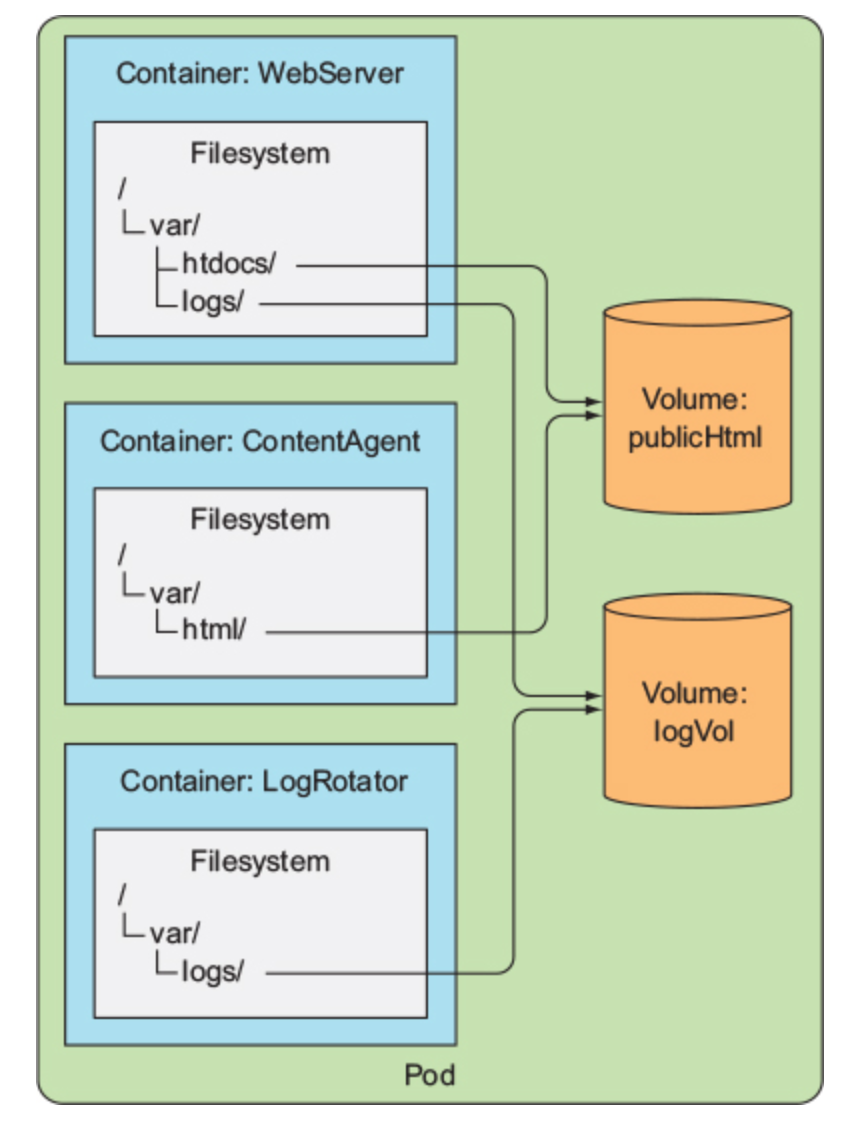 Container: WebServer
Filesystem
/
var/
htdocs/
logs/
Container: ContentAgent
Filesystem
/
var/
html/
Container: LogRotator
Filesystem
/
var/
logs/
Volume:
publicHtml
Volume:
logVol
Pod